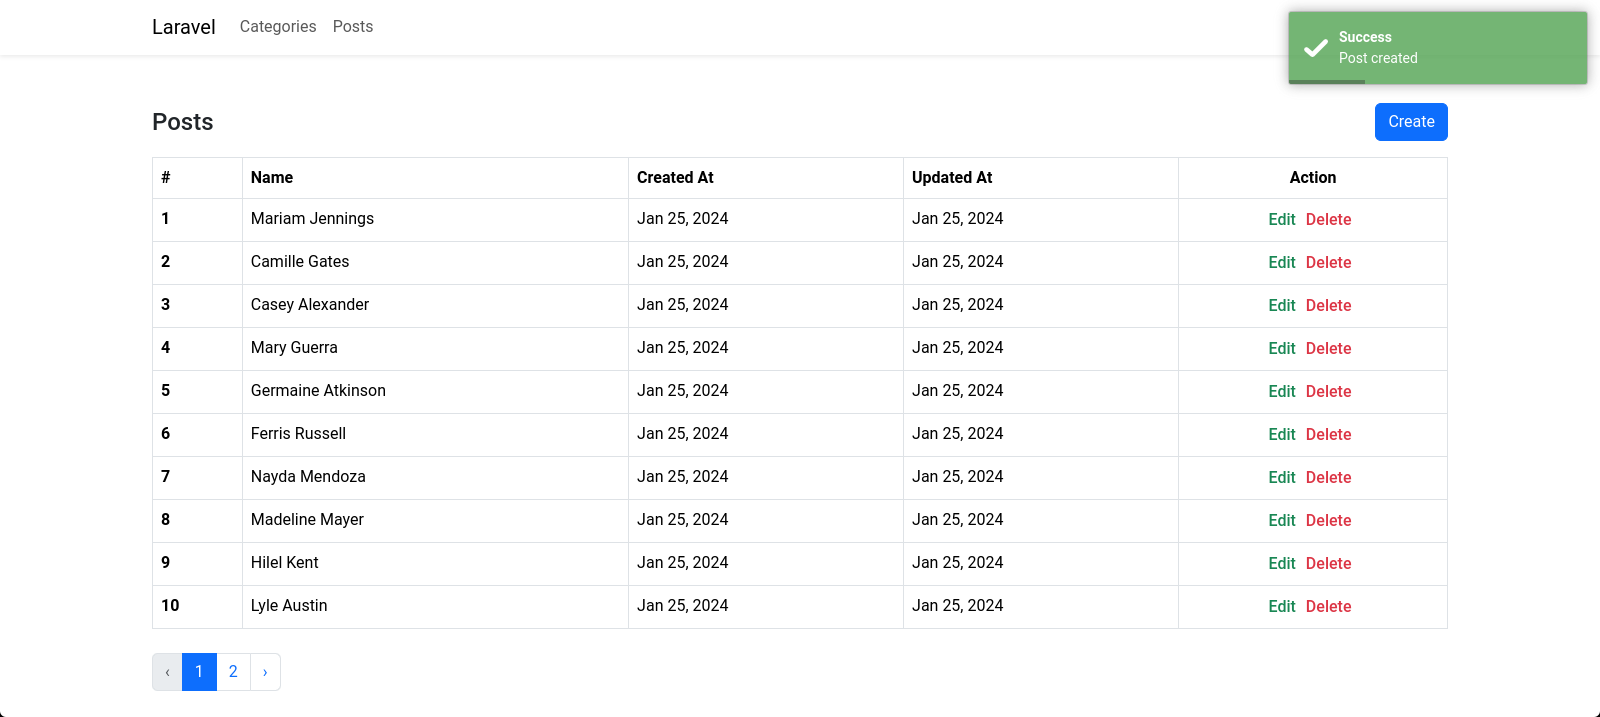 Laravel Categories Posts
Success
Post created
Posts Create
# Name Created At Updated At Action
1 Mariam Jennings Jan 25, 2024 Jan 25, 2024 Edit Delete
2 Camille Gates Jan 25, 2024 Jan 25, 2024 Edit Delete
3 Casey Alexander Jan 25, 2024 Jan 25, 2024 Edit Delete
4 Mary Guerra Jan 25, 2024 Jan 25, 2024 Edit Delete
5 Germaine Atkinson Jan 25, 2024 Jan 25, 2024 Edit Delete
6 Ferris Russell Jan 25, 2024 Jan 25, 2024 Edit Delete
7 Nayda Mendoza Jan 25, 2024 Jan 25, 2024 Edit Delete
8 Madeline Mayer Jan 25, 2024 Jan 25, 2024 Edit Delete
9 Hilel Kent Jan 25, 2024 Jan 25, 2024 Edit Delete
10 Lyle Austin Jan 25, 2024 Jan 25, 2024 Edit Delete
‹ 1 2 ›